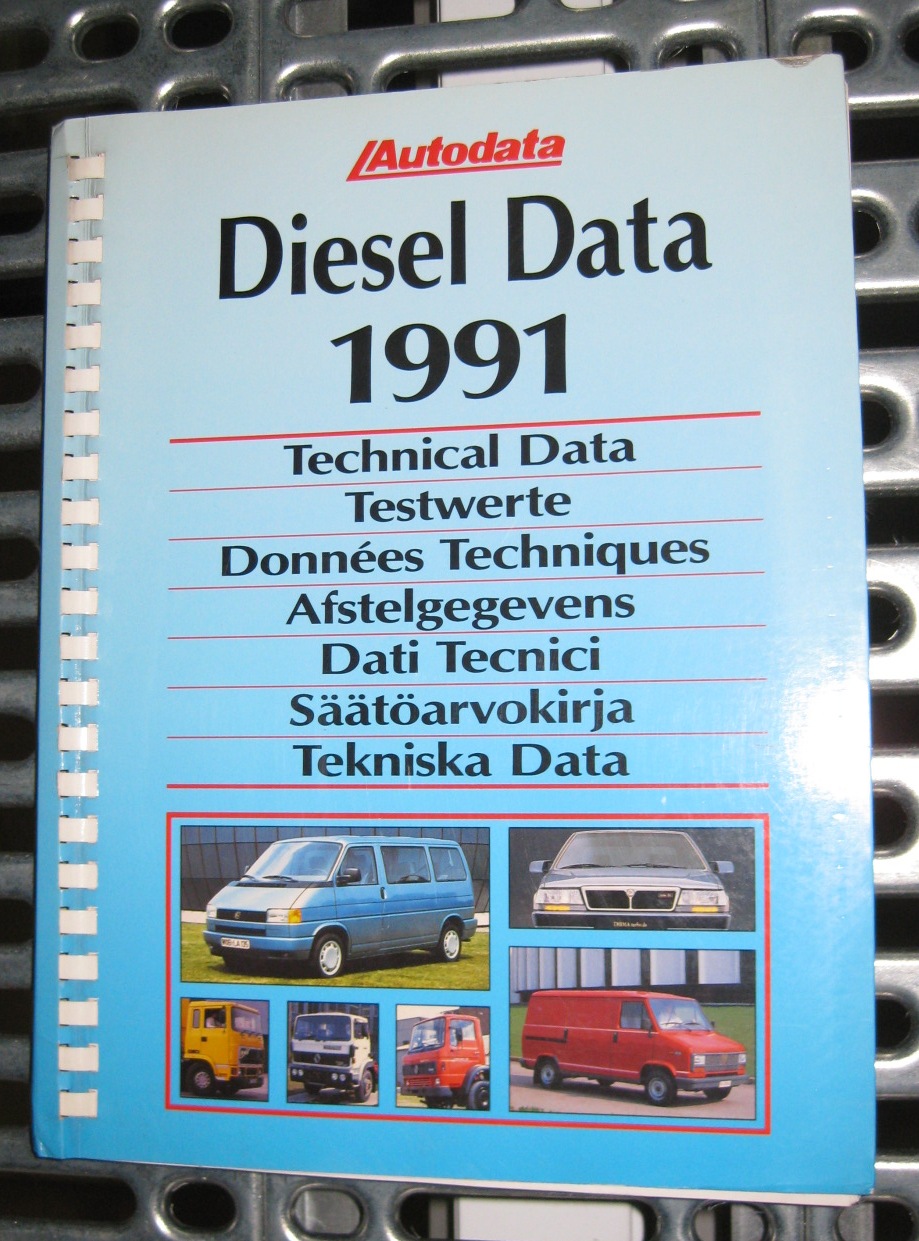 Autodata
Diesel Data
1991
Technical Data
Testwerte
Données Techniques
Afstelgegevens
Dati Tecnici
Säätöarvokirja
Tekniska Data